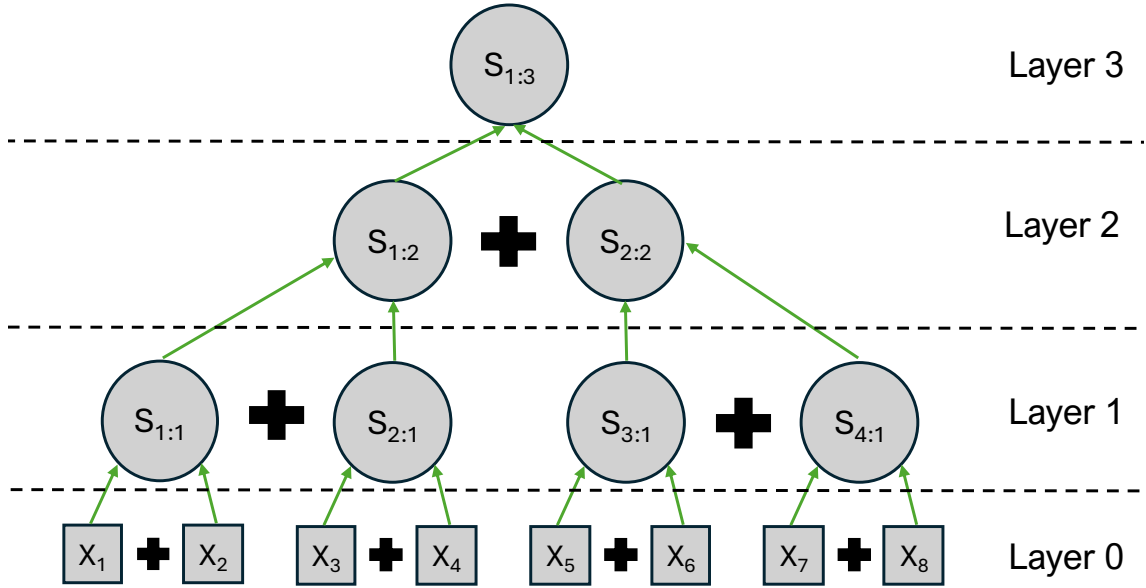 S1:3 Layer 3
S1:2 S2:2 Layer 2
S1:1 S2:1 S3:1 S4:1 Layer 1
X1 X2 X3 X4 X5 X6 X7 X8 Layer 0